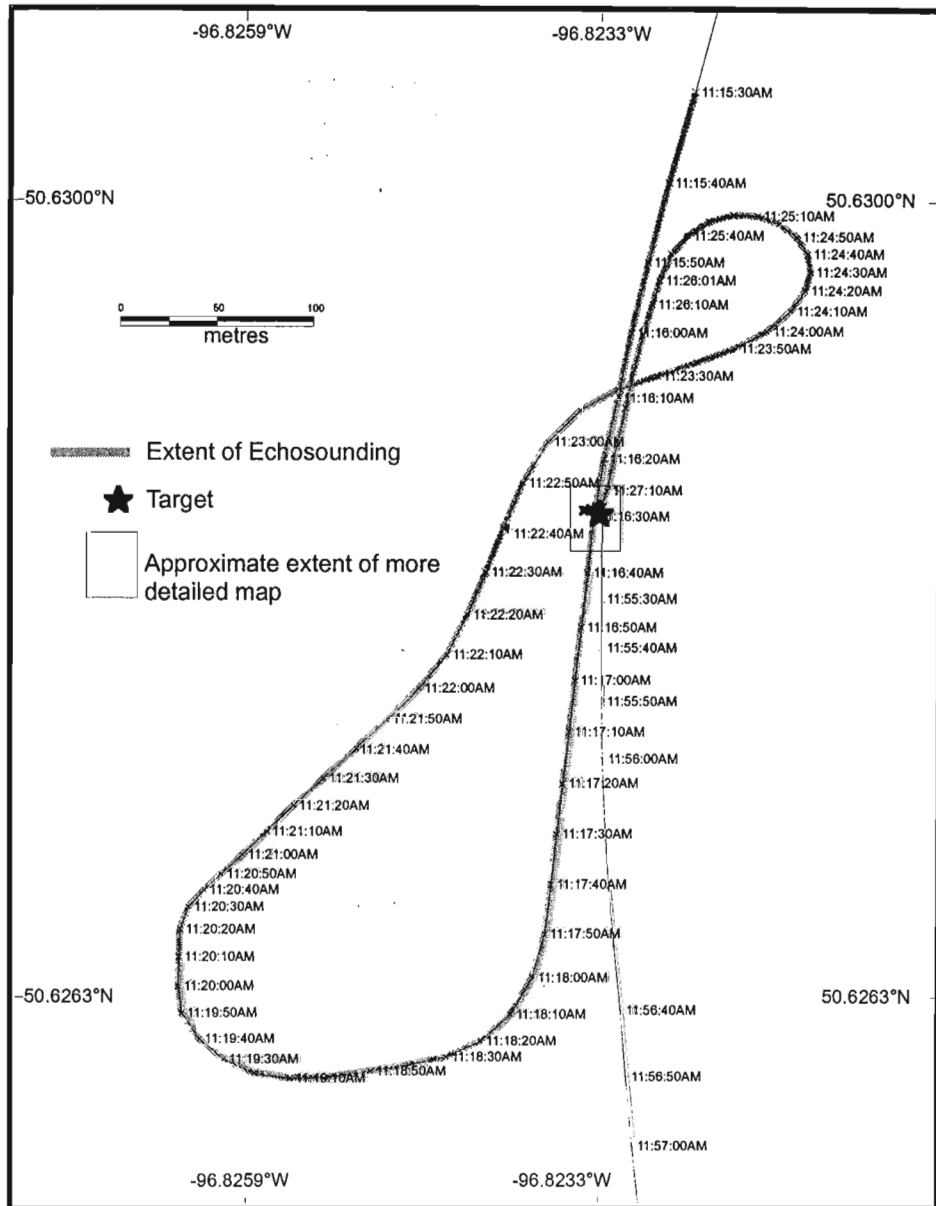 -96.8259°W
-96.8233°W
11:15:30AM
11:15:40AM
50.6300°N
50.6300°N
11:25:10AM
11:25:40AM
11:24:50AM
11:24:40AM
11:15:50AM
11:24:30AM
11:26:01AM
11:24:20AM
11:26:10AM
11:24:10AM
0 50 100
metres
11:16:00AM
11:24:00AM
11:23:50AM
11:23:30AM
11:16:10AM
11:23:00AM
Extent of Echosounding
11:16:20AM
11:22:50AM
11:27:10AM
Target
11:16:30AM
11:22:40AM
Approximate extent of more
detailed map
11:22:30AM
11:16:40AM
11:55:30AM
11:22:20AM
11:16:50AM
11:55:40AM
11:22:10AM
11:17:00AM
11:22:00AM
11:55:50AM
11:21:50AM
11:17:10AM
11:21:40AM
11:56:00AM
11:21:30AM
11:17:20AM
11:21:20AM
11:21:10AM
11:17:30AM
11:21:00AM
11:20:50AM
11:17:40AM
11:20:40AM
11:20:30AM
11:20:20AM
11:17:50AM
11:20:10AM
11:18:00AM
11:20:00AM
50.6263°N
50.6263°N
11:19:50AM
11:18:10AM
11:56:40AM
11:19:40AM
11:18:20AM
11:19:30AM
11:18:30AM
11:18:50AM
11:19:10AM
11:56:50AM
11:57:00AM
-96.8259°W
-96.8233°W